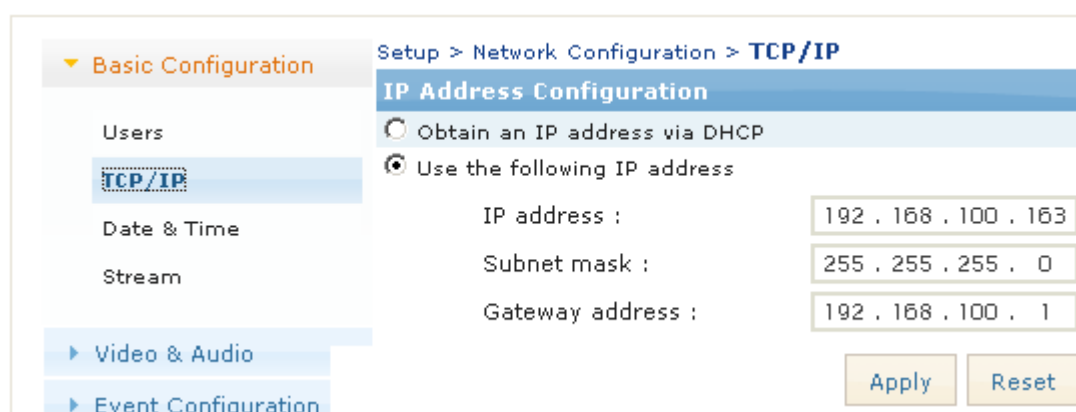 Basic Configuration
Users
TCP/IP
Date & Time
Stream
Video & Audio
Event Configuration
Setup > Network Configuration > TCP/IP
IP Address Configuration
Obtain an IP address via DHCP
Use the following IP address
IP address : 192 . 168 . 100 . 163
Subnet mask : 255 . 255 . 255 . 0
Gateway address : 192 . 168 . 100 . 1
Apply Reset